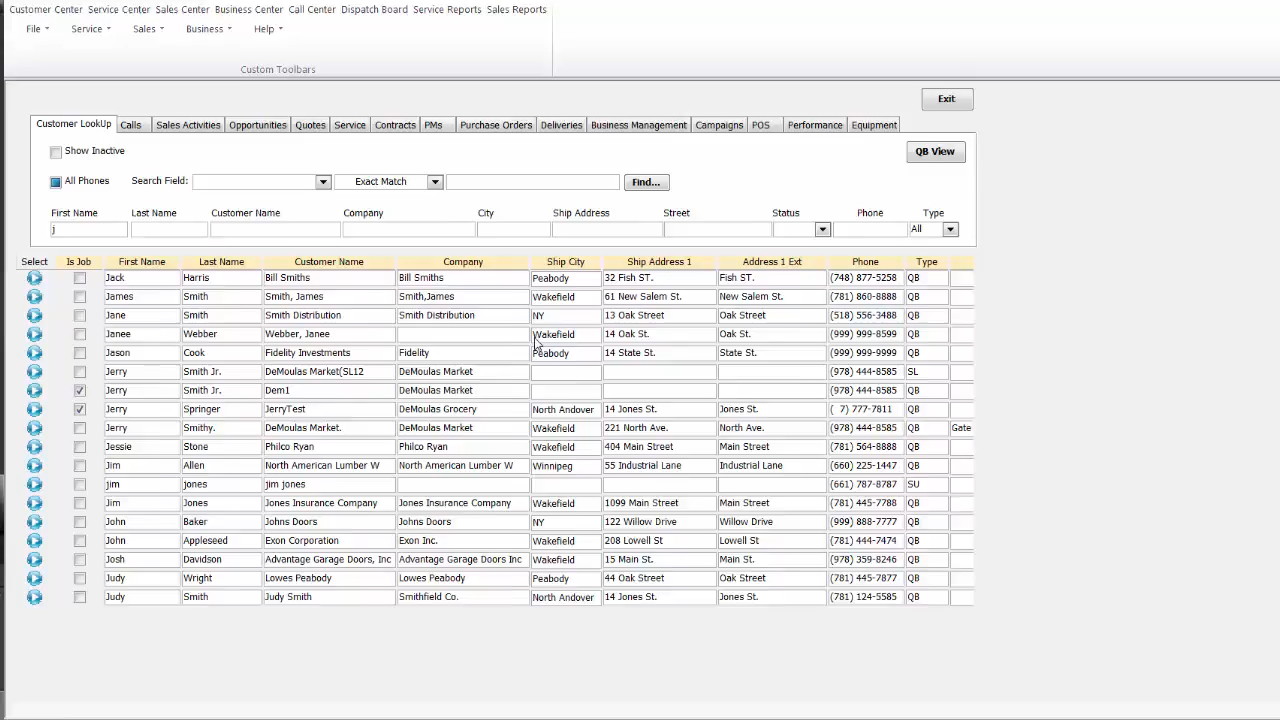 Customer Center Service Center Sales Center Business Center Call Center Dispatch Board Service Reports Sales Reports
File Service Sales Business Help
Custom Toolbars
Exit
Customer LookUp Calls Sales Activities Opportunities Quotes Service Contracts PMs Purchase Orders Deliveries Business Management Campaigns POS Performance Equipment
Show Inactive QB View
All Phones Search Field: Exact Match Find...
First Name Last Name Customer Name Company City Ship Address Street Status Phone Type
j All
Select Is Job First Name Last Name Customer Name Company Ship City Ship Address 1 Address 1 Ext Phone Type
Jack Harris Bill Smiths Bill Smiths Peabody 32 Fish ST. Fish ST. (748) 877-5258 QB
James Smith Smith, James Smith,James Wakefield 61 New Salem St. New Salem St. (781) 860-8888 QB
Jane Smith Smith Distribution Smith Distribution NY 13 Oak Street Oak Street (518) 556-3488 QB
Janee Webber Webber, Janee Wakefield 14 Oak St. Oak St. (999) 999-8599 QB
Jason Cook Fidelity Investments Fidelity Peabody 14 State St. State St. (999) 999-9999 QB
Jerry Smith Jr. DeMoulas Market(SL12 DeMoulas Market (978) 444-8585 SL
Jerry Smith Jr. Dem1 DeMoulas Market (978) 444-8585 QB
Jerry Springer JerryTest DeMoulas Grocery North Andover 14 Jones St. Jones St. ( 7) 777-7811 QB
Jerry Smithy. DeMoulas Market. DeMoulas Market Wakefield 221 North Ave. North Ave. (978) 444-8585 QB Gate
Jessie Stone Philco Ryan Philco Ryan Wakefield 404 Main Street Main Street (781) 564-8888 QB
Jim Allen North American Lumber W North American Lumber W Winnipeg 55 Industrial Lane Industrial Lane (660) 225-1447 QB
jim jones jim jones (661) 787-8787 SU
Jim Jones Jones Insurance Company Jones Insurance Company Wakefield 1099 Main Street Main Street (781) 445-7788 QB
John Baker Johns Doors Johns Doors NY 122 Willow Drive Willow Drive (999) 888-7777 QB
John Appleseed Exon Corporation Exon Inc. Wakefield 208 Lowell St Lowell St (781) 444-7474 QB
Josh Davidson Advantage Garage Doors, Inc Advantage Garage Doors Inc Wakefield 15 Main St. Main St. (978) 359-8246 QB
Judy Wright Lowes Peabody Lowes Peabody Peabody 44 Oak Street Oak Street (781) 445-7877 QB
Judy Smith Judy Smith Smithfield Co. North Andover 14 Jones St. Jones St. (781) 124-5585 QB